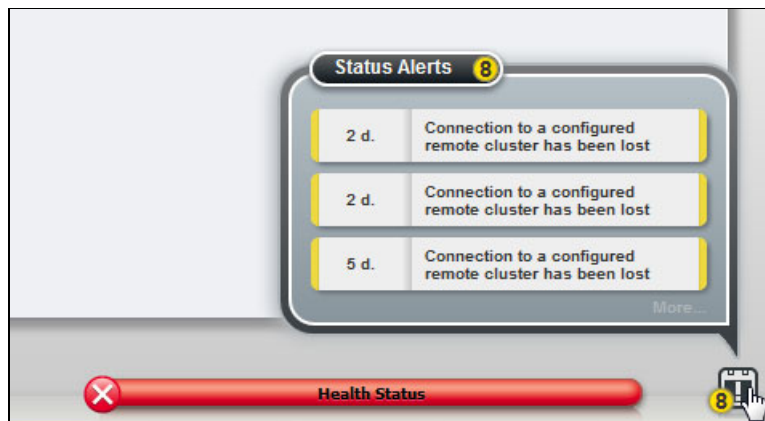 Status Alerts 8
2 d.
Connection to a configured
remote cluster has been lost
2 d.
Connection to a configured
remote cluster has been lost
5 d.
Connection to a configured
remote cluster has been lost
More...
Health Status
8